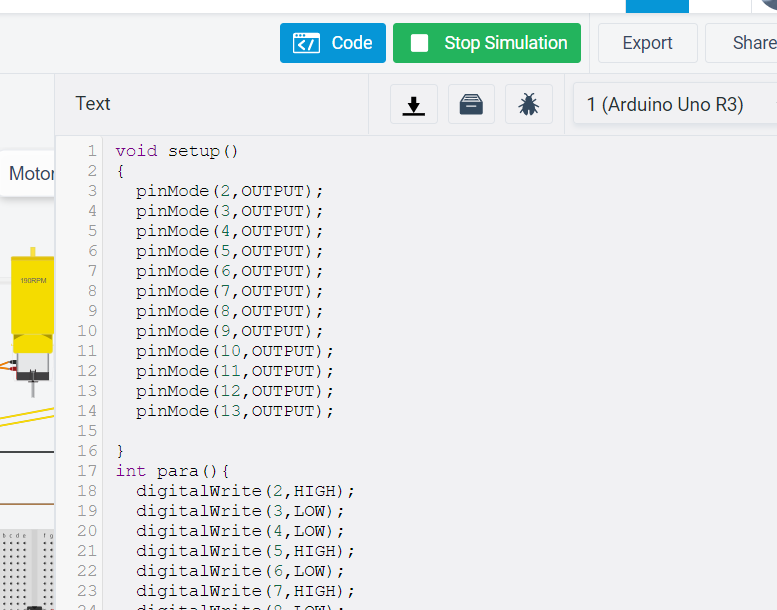 Code
Stop Simulation
Export
Share
Text
1 (Arduino Uno R3)
Motor
190RPM
b c d e f g
1 void setup()
2 {
3 pinMode(2,OUTPUT);
4 pinMode(3,OUTPUT);
5 pinMode(4,OUTPUT);
6 pinMode(5,OUTPUT);
7 pinMode(6,OUTPUT);
8 pinMode(7,OUTPUT);
9 pinMode(8,OUTPUT);
10 pinMode(9,OUTPUT);
11 pinMode(10,OUTPUT);
12 pinMode(11,OUTPUT);
13 pinMode(12,OUTPUT);
14 pinMode(13,OUTPUT);
15
16 }
17 int para(){
18 digitalWrite(2,HIGH);
19 digitalWrite(3,LOW);
20 digitalWrite(4,LOW);
21 digitalWrite(5,HIGH);
22 digitalWrite(6,LOW);
23 digitalWrite(7,HIGH);
24 digitalWrite(8,LOW);